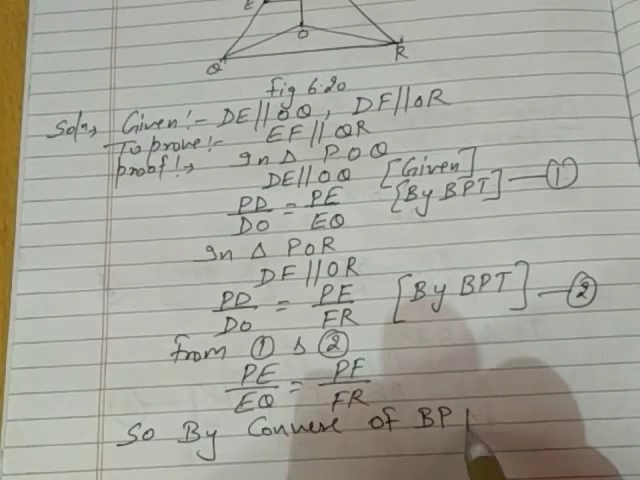 E
O
Q R
fig 6.20
Soln, Given:- DE||OQ, DF||OR
To prove:- EF||QR
proof:→ In Δ POQ
DE||OQ [Given]
PD/DO = PE/EQ [By BPT] — ①
In Δ POR
DF||OR
PD/DO = PF/FR [By BPT] — ②
from ① & ②
PE/EQ = PF/FR
So By Converse of BP